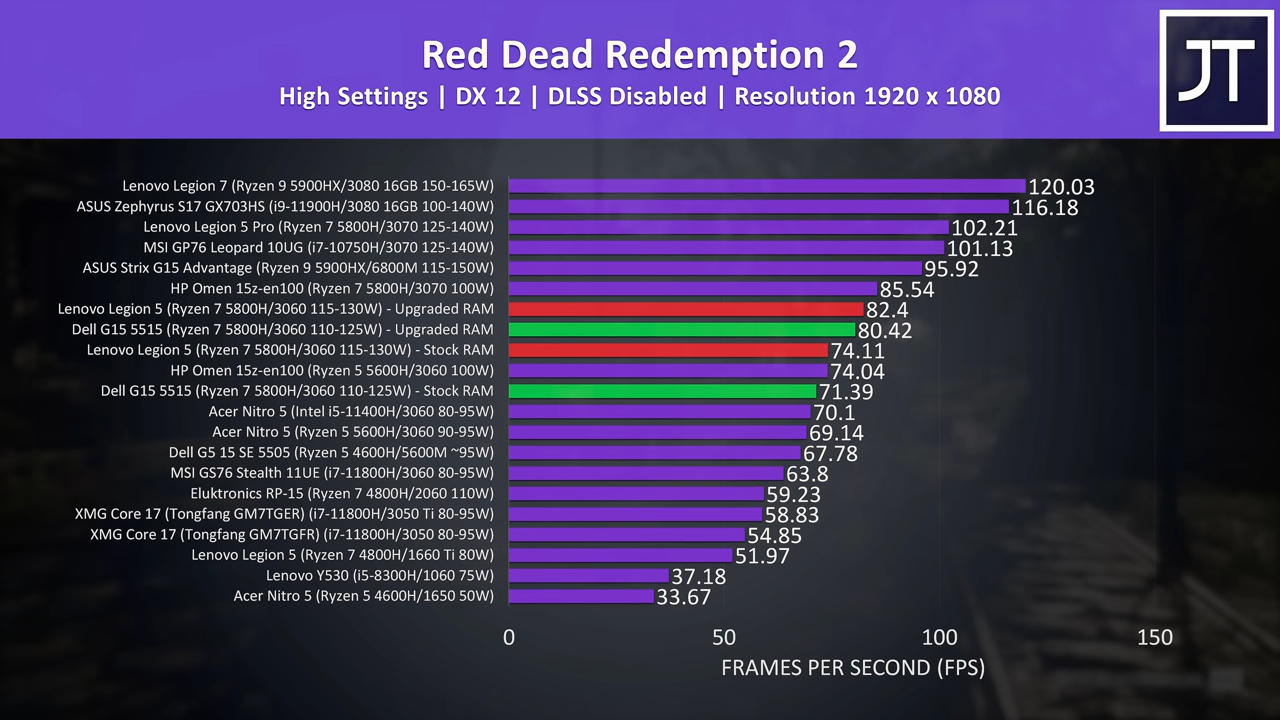 Red Dead Redemption 2
High Settings | DX 12 | DLSS Disabled | Resolution 1920 x 1080
JT
Lenovo Legion 7 (Ryzen 9 5900HX/3080 16GB 150-165W) 120.03
ASUS Zephyrus S17 GX703HS (i9-11900H/3080 16GB 100-140W) 116.18
Lenovo Legion 5 Pro (Ryzen 7 5800H/3070 125-140W) 102.21
MSI GP76 Leopard 10UG (i7-10750H/3070 125-140W) 101.13
ASUS Strix G15 Advantage (Ryzen 9 5900HX/6800M 115-150W) 95.92
HP Omen 15z-en100 (Ryzen 7 5800H/3070 100W) 85.54
Lenovo Legion 5 (Ryzen 7 5800H/3060 115-130W) - Upgraded RAM 82.4
Dell G15 5515 (Ryzen 7 5800H/3060 110-125W) - Upgraded RAM 80.42
Lenovo Legion 5 (Ryzen 7 5800H/3060 115-130W) - Stock RAM 74.11
HP Omen 15z-en100 (Ryzen 5 5600H/3060 100W) 74.04
Dell G15 5515 (Ryzen 7 5800H/3060 110-125W) - Stock RAM 71.39
Acer Nitro 5 (Intel i5-11400H/3060 80-95W) 70.1
Acer Nitro 5 (Ryzen 5 5600H/3060 90-95W) 69.14
Dell G5 15 SE 5505 (Ryzen 5 4600H/5600M ~95W) 67.78
MSI GS76 Stealth 11UE (i7-11800H/3060 80-95W) 63.8
Eluktronics RP-15 (Ryzen 7 4800H/2060 110W) 59.23
XMG Core 17 (Tongfang GM7TGER) (i7-11800H/3050 Ti 80-95W) 58.83
XMG Core 17 (Tongfang GM7TGFR) (i7-11800H/3050 80-95W) 54.85
Lenovo Legion 5 (Ryzen 7 4800H/1660 Ti 80W) 51.97
Lenovo Y530 (i5-8300H/1060 75W) 37.18
Acer Nitro 5 (Ryzen 5 4600H/1650 50W) 33.67
0 50 100 150
FRAMES PER SECOND (FPS)